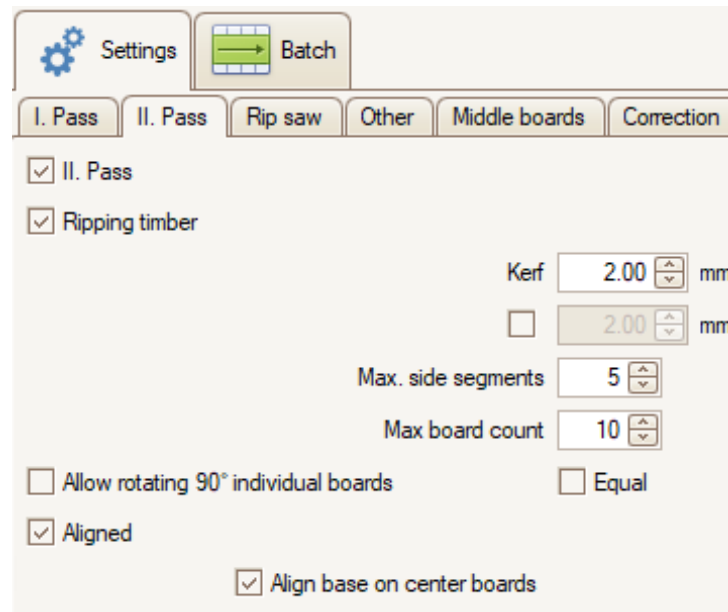 Settings Batch
I. Pass II. Pass Rip saw Other Middle boards Correction
II. Pass
Ripping timber
Kerf 2.00 mm
2.00 mm
Max. side segments 5
Max board count 10
Allow rotating 90° individual boards Equal
Aligned
Align base on center boards